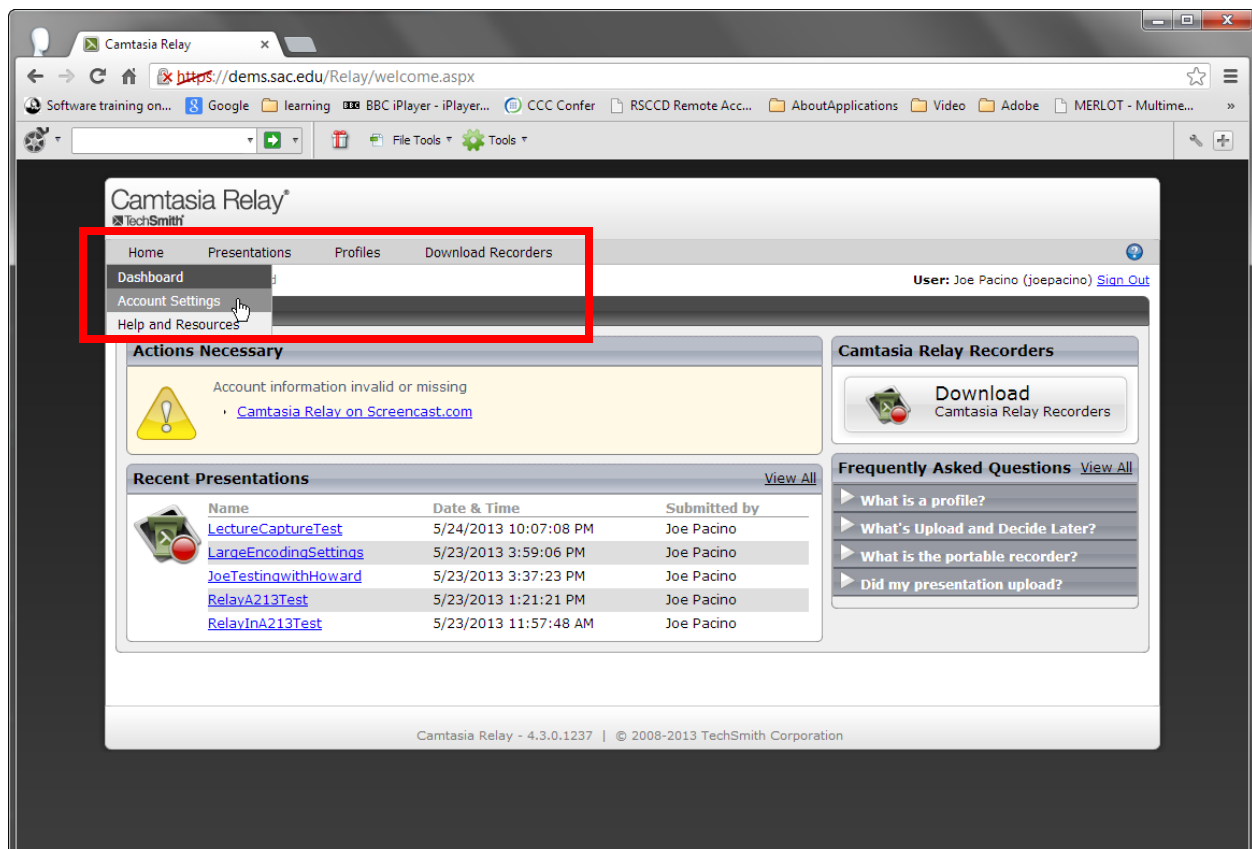 Camtasia Relay
https://dems.sac.edu/Relay/welcome.aspx
Software training on... Google learning BBC iPlayer - iPlayer... CCC Confer RSCCD Remote Acc... AboutApplications Video Adobe MERLOT - Multime... »
File Tools Tools
Camtasia Relay®
TechSmith
Home Presentations Profiles Download Recorders
Dashboard
User: Joe Pacino (joepacino) Sign Out
Account Settings
Help and Resources
Actions Necessary
Account information invalid or missing
Camtasia Relay on Screencast.com
Camtasia Relay Recorders
Download
Camtasia Relay Recorders
Recent Presentations View All
Name Date & Time Submitted by
LectureCaptureTest 5/24/2013 10:07:08 PM Joe Pacino
LargeEncodingSettings 5/23/2013 3:59:06 PM Joe Pacino
JoeTestingwithHoward 5/23/2013 3:37:23 PM Joe Pacino
RelayA213Test 5/23/2013 1:21:21 PM Joe Pacino
RelayInA213Test 5/23/2013 11:57:48 AM Joe Pacino
Frequently Asked Questions View All
What is a profile?
What's Upload and Decide Later?
What is the portable recorder?
Did my presentation upload?
Camtasia Relay - 4.3.0.1237 | © 2008-2013 TechSmith Corporation